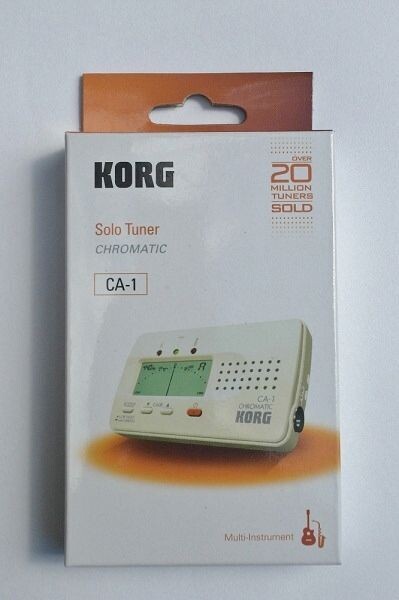 KORG
OVER
20
MILLION
TUNERS
SOLD
Solo Tuner
CHROMATIC
CA-1
CA-1
CHROMATIC
KORG
Multi-Instrument